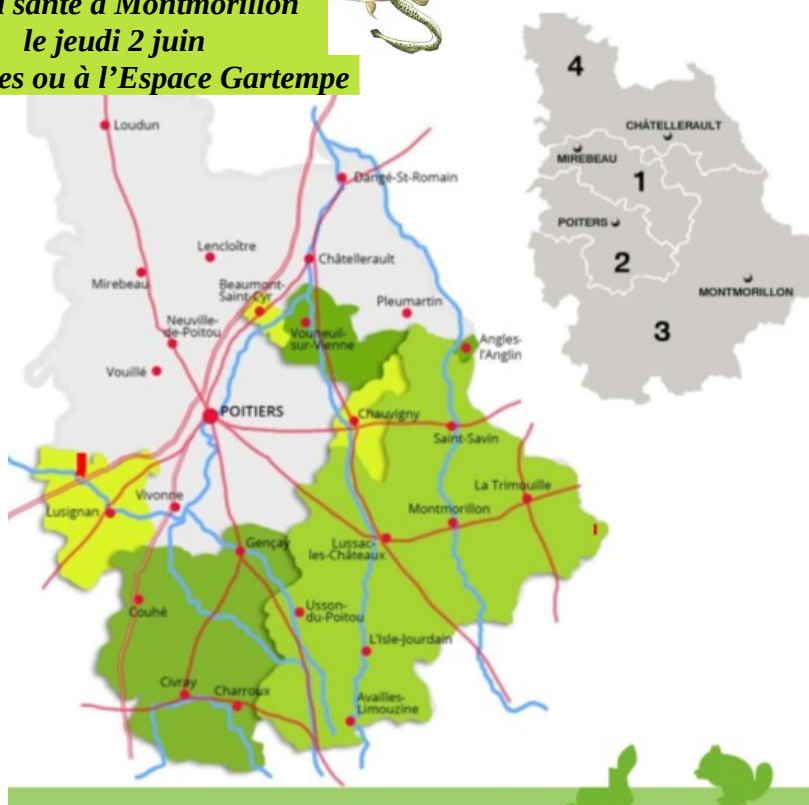 santé à Montmorillon
le jeudi 2 juin
es ou à l'Espace Gartempe
Loudun
Dangé-St-Romain
Lencloître
Châtellerault
Mirebeau
Beaumont-
Saint-Cyr
Pleumartin
Neuville-
de-Poitou
Vouneuil-
sur-Vienne
Angles-
l'Anglin
Vouillé
POITIERS
Chauvigny
Saint-Savin
La Trimouille
Vivonne
Lusignan
Montmorillon
Gençay
Lussac-
les-Châteaux
Couhé
Usson-
du-Poitou
L'Isle-Jourdain
Civray
Charroux
Availles-
Limouzine
4
CHÂTELLERAULT
MIREBEAU
1
POITIERS
2
MONTMORILLON
3